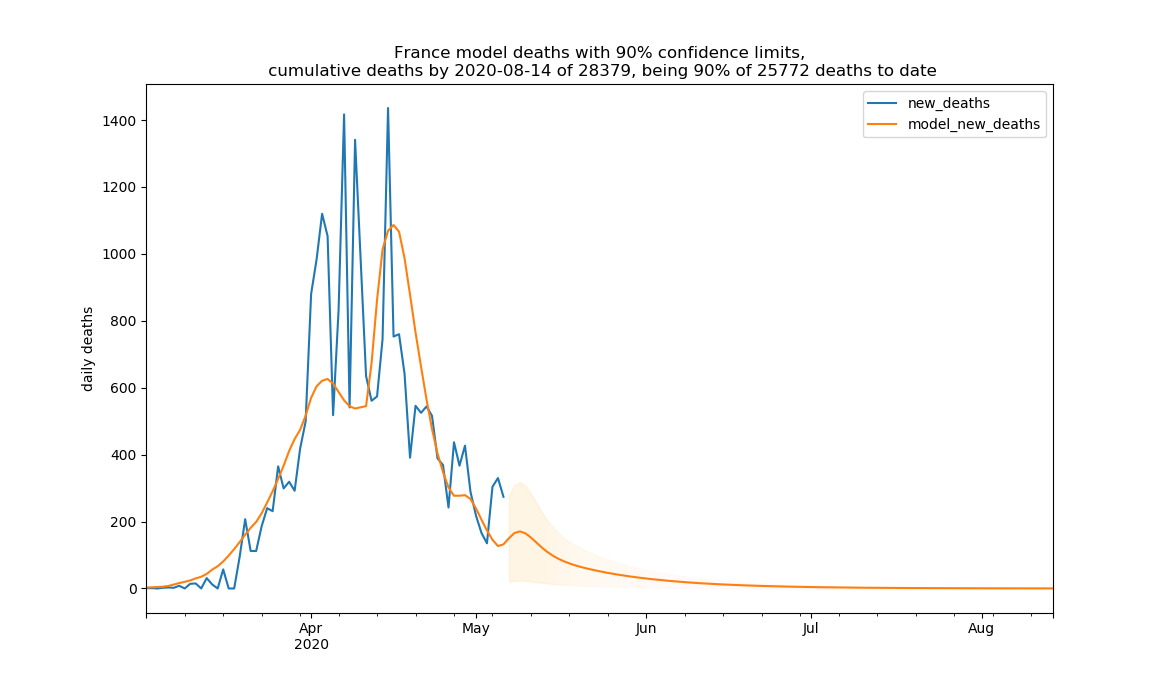 France model deaths with 90% confidence limits,
cumulative deaths by 2020-08-14 of 28379, being 90% of 25772 deaths to date
new_deaths
model_new_deaths
1400
1200
1000
800
600
400
200
0
daily deaths
Apr
2020
May
Jun
Jul
Aug